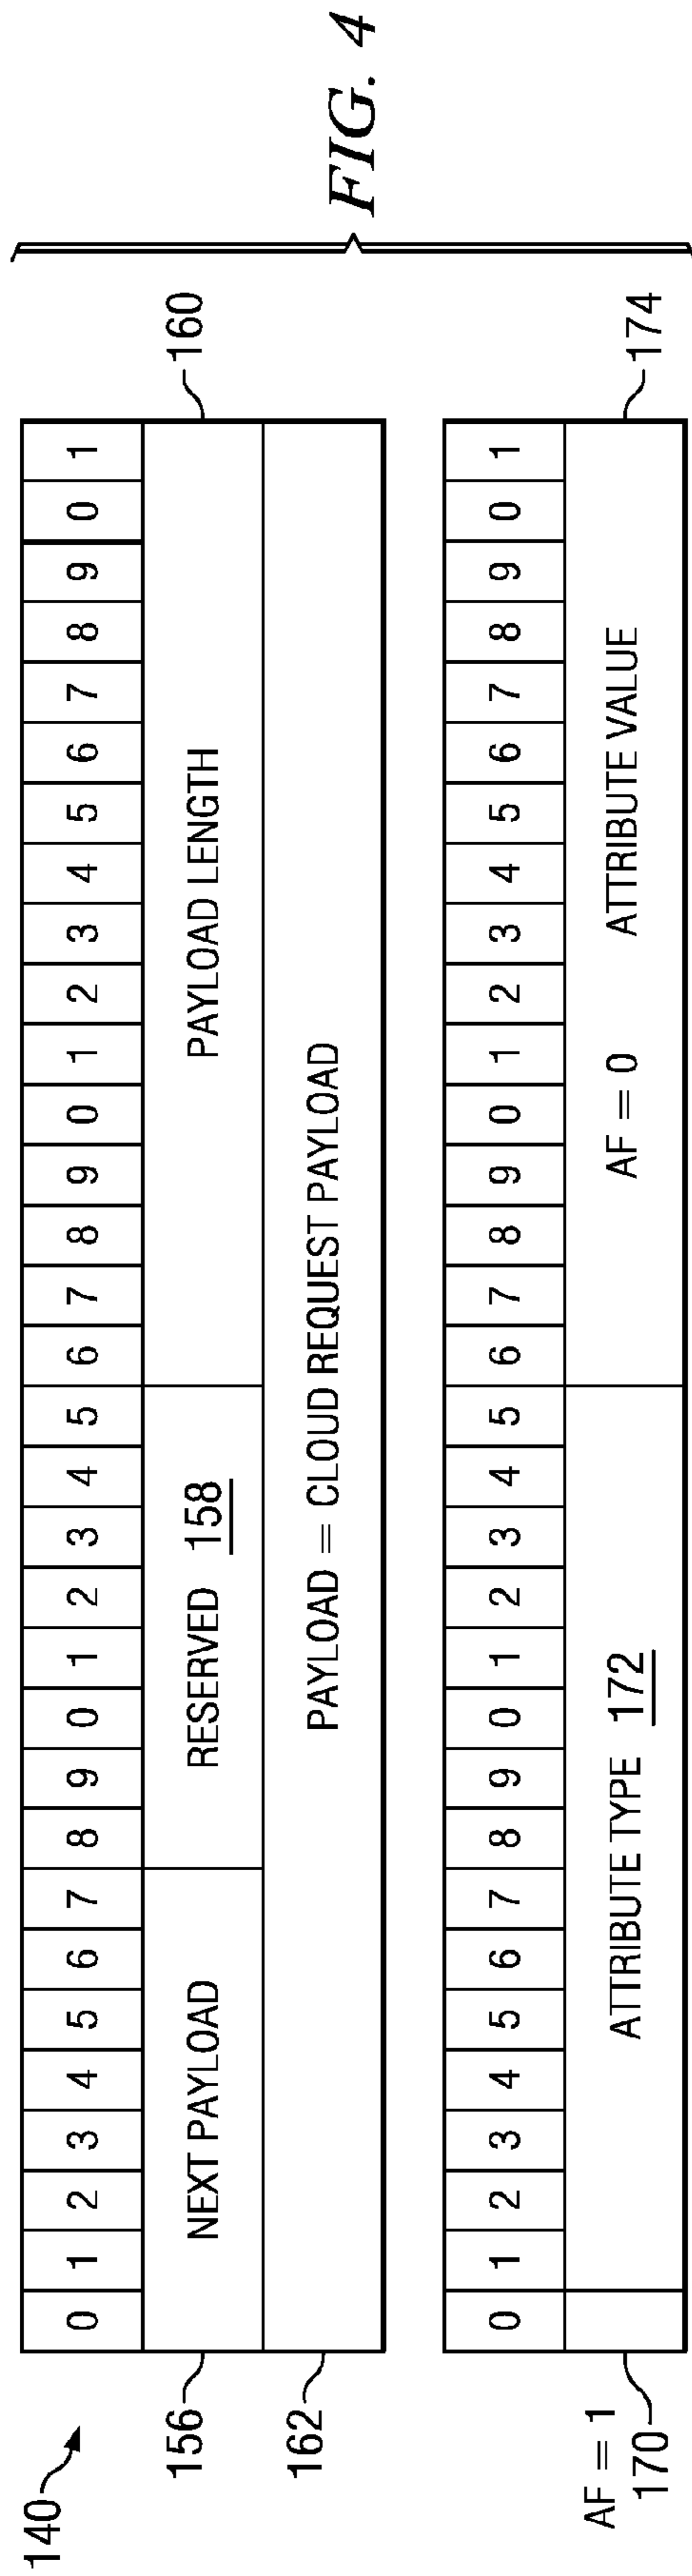 140
0 1 2 3 4 5 6 7 8 9 0 1 2 3 4 5 6 7 8 9 0 1 2 3 4 5 6 7 8 9 0 1
156 NEXT PAYLOAD RESERVED 158 PAYLOAD LENGTH 160
162 PAYLOAD = CLOUD REQUEST PAYLOAD
0 1 2 3 4 5 6 7 8 9 0 1 2 3 4 5 6 7 8 9 0 1 2 3 4 5 6 7 8 9 0 1
AF = 1
170 ATTRIBUTE TYPE 172 AF = 0 ATTRIBUTE VALUE 174
FIG. 4